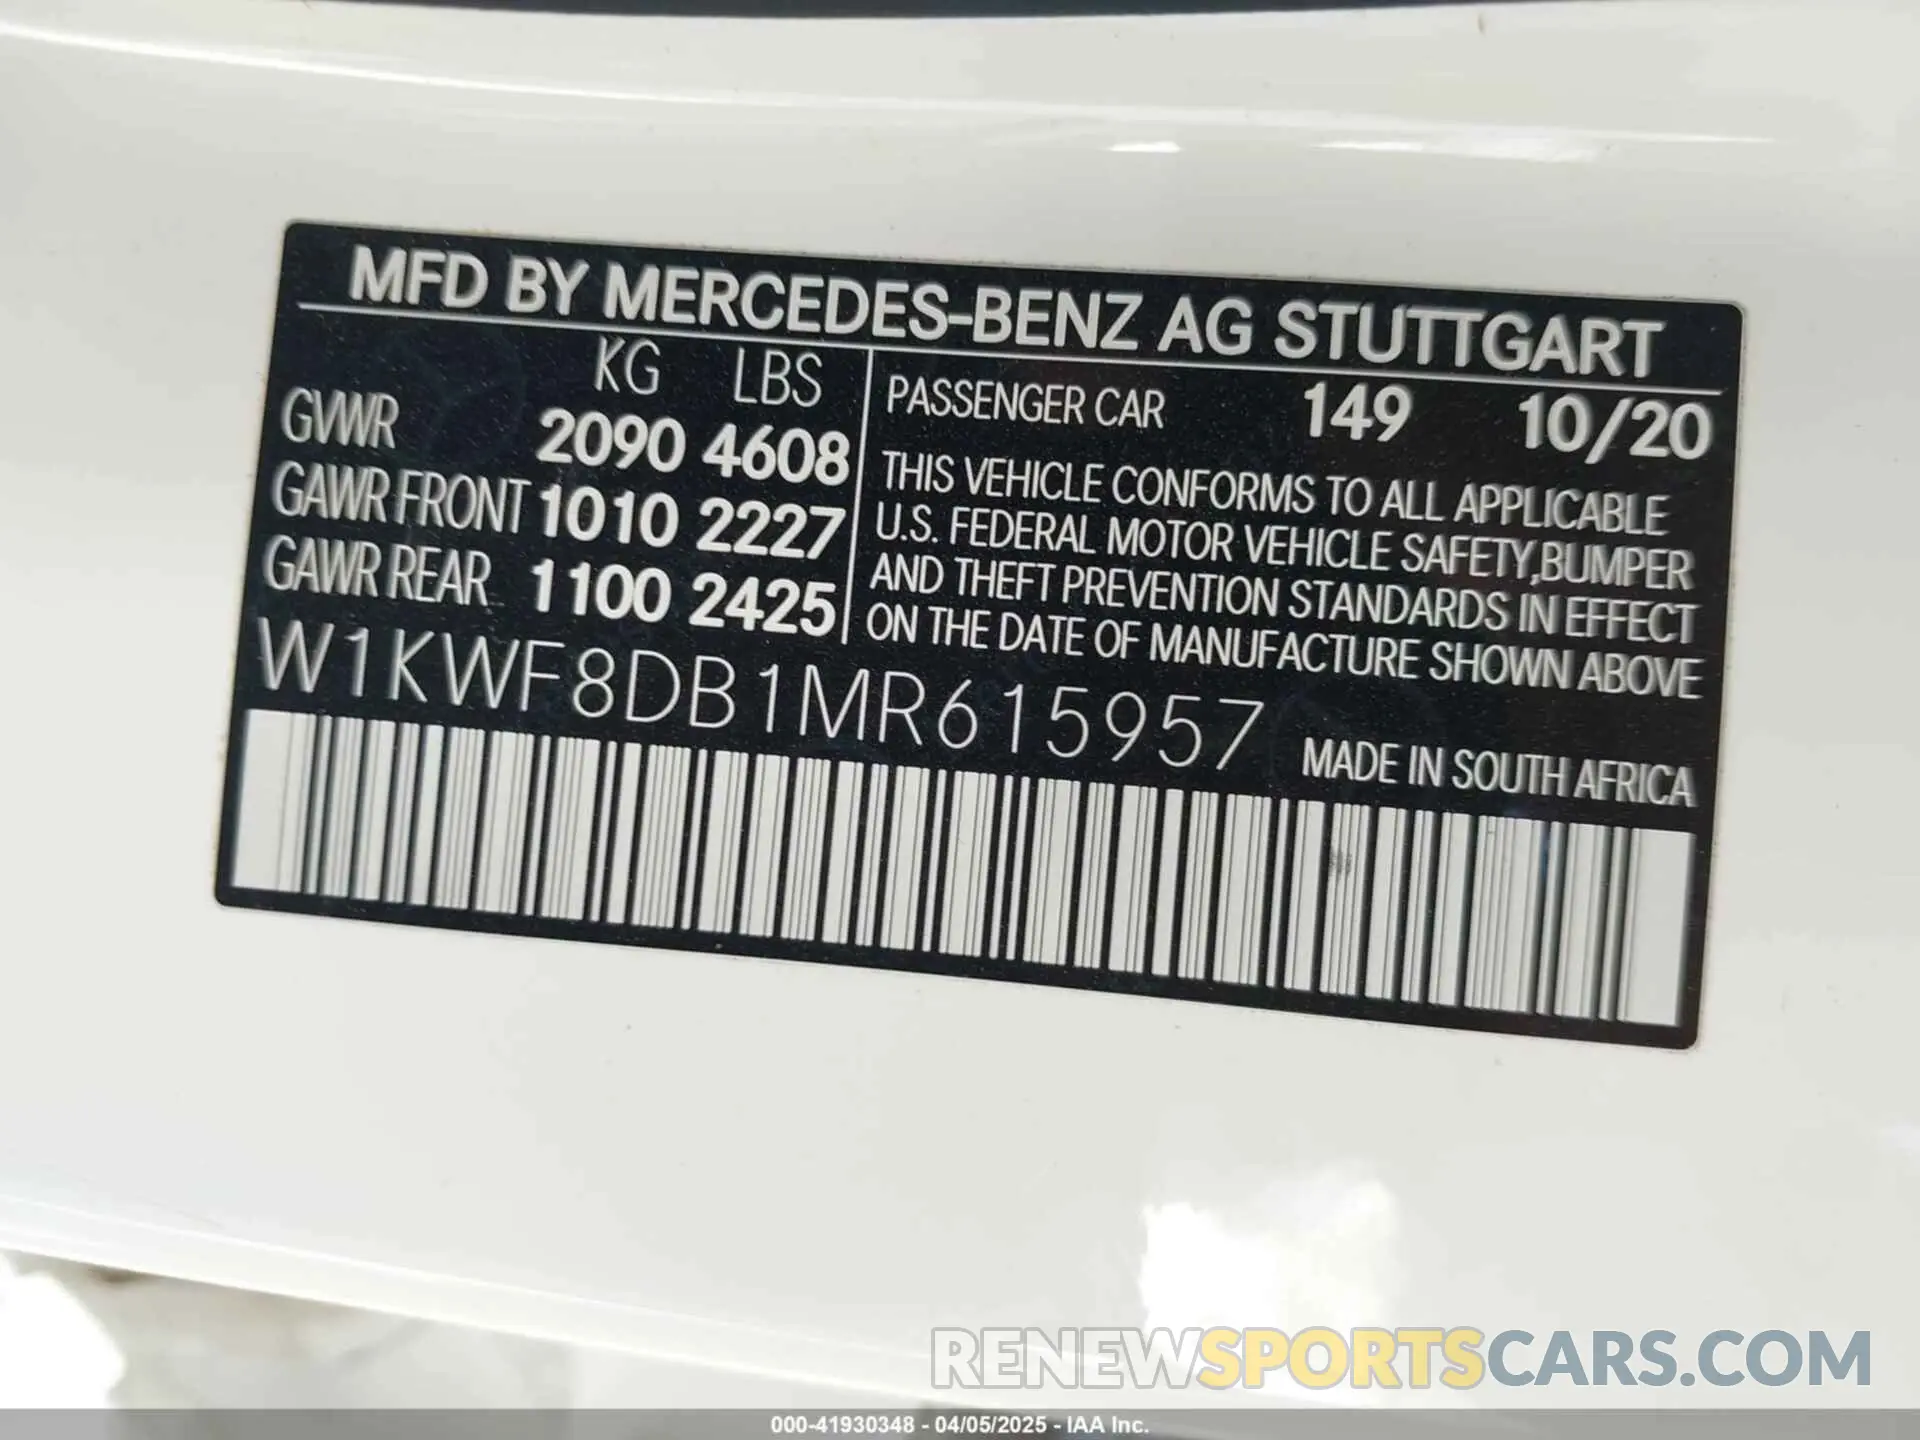 MFD BY MERCEDES-BENZ AG STUTTGART
KG LBS
GVWR 2090 4608
GAWR FRONT 1010 2227
GAWR REAR 1100 2425
PASSENGER CAR 149 10/20
THIS VEHICLE CONFORMS TO ALL APPLICABLE
U.S. FEDERAL MOTOR VEHICLE SAFETY,BUMPER
AND THEFT PREVENTION STANDARDS IN EFFECT
ON THE DATE OF MANUFACTURE SHOWN ABOVE
W1KWF8DB1MR615957
MADE IN SOUTH AFRICA
RENEWSPORTSCARS.COM
000-41930348 - 04/05/2025 - IAA Inc.